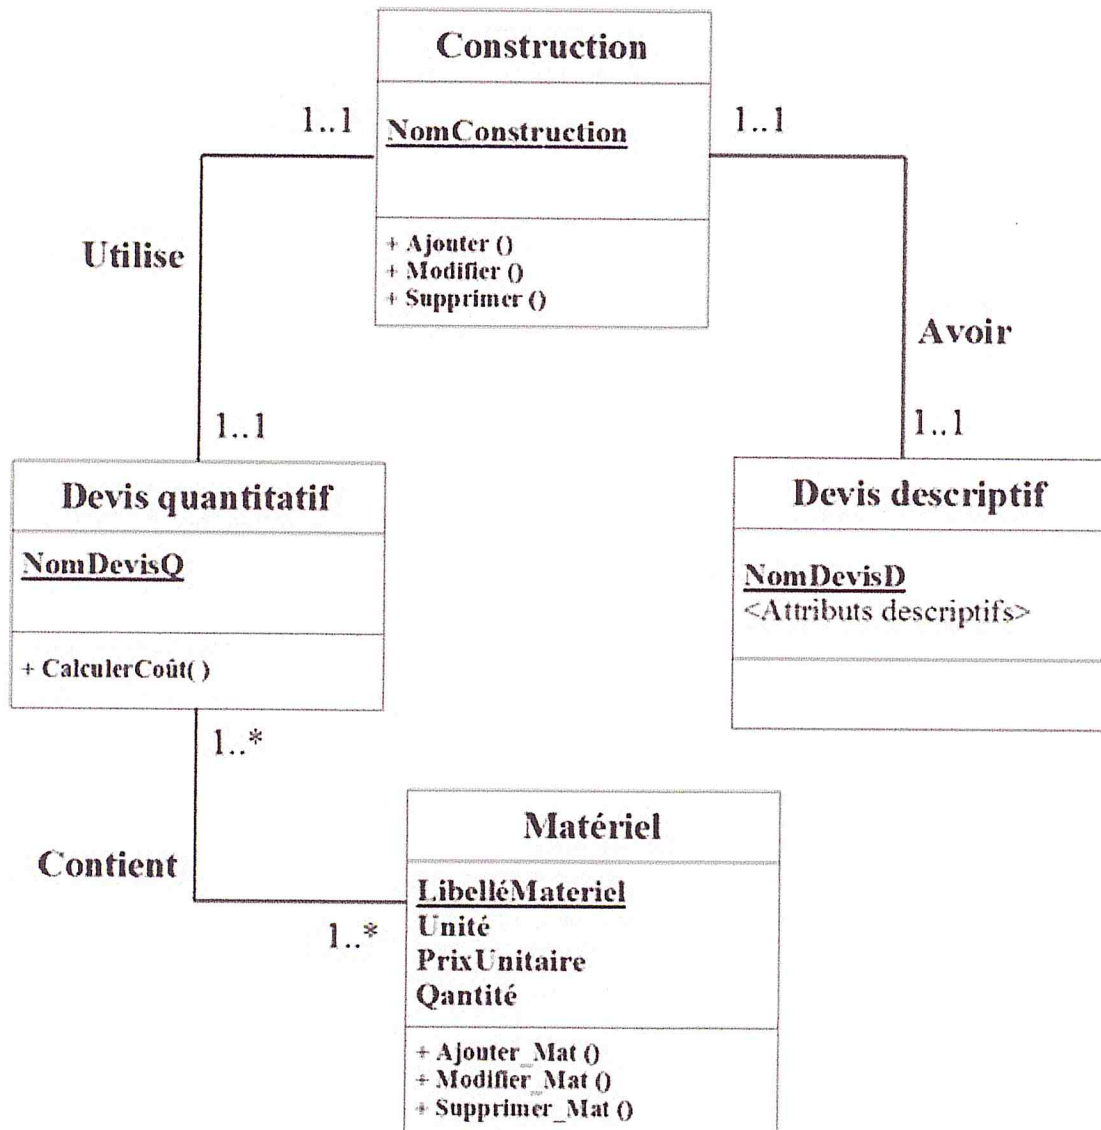 Construction
1..1
NomConstruction
1..1
+ Ajouter ()
+ Modifier ()
+ Supprimer ()
Utilise
Avoir
1..1
1..1
Devis quantitatif
NomDevisQ
+ CalculerCoût( )
Devis descriptif
NomDevisD
<Attributs descriptifs>
1..*
Contient
1..*
Matériel
LibelléMateriel
Unité
PrixUnitaire
Qantité
+ Ajouter_Mat ()
+ Modifier_Mat ()
+ Supprimer_Mat ()